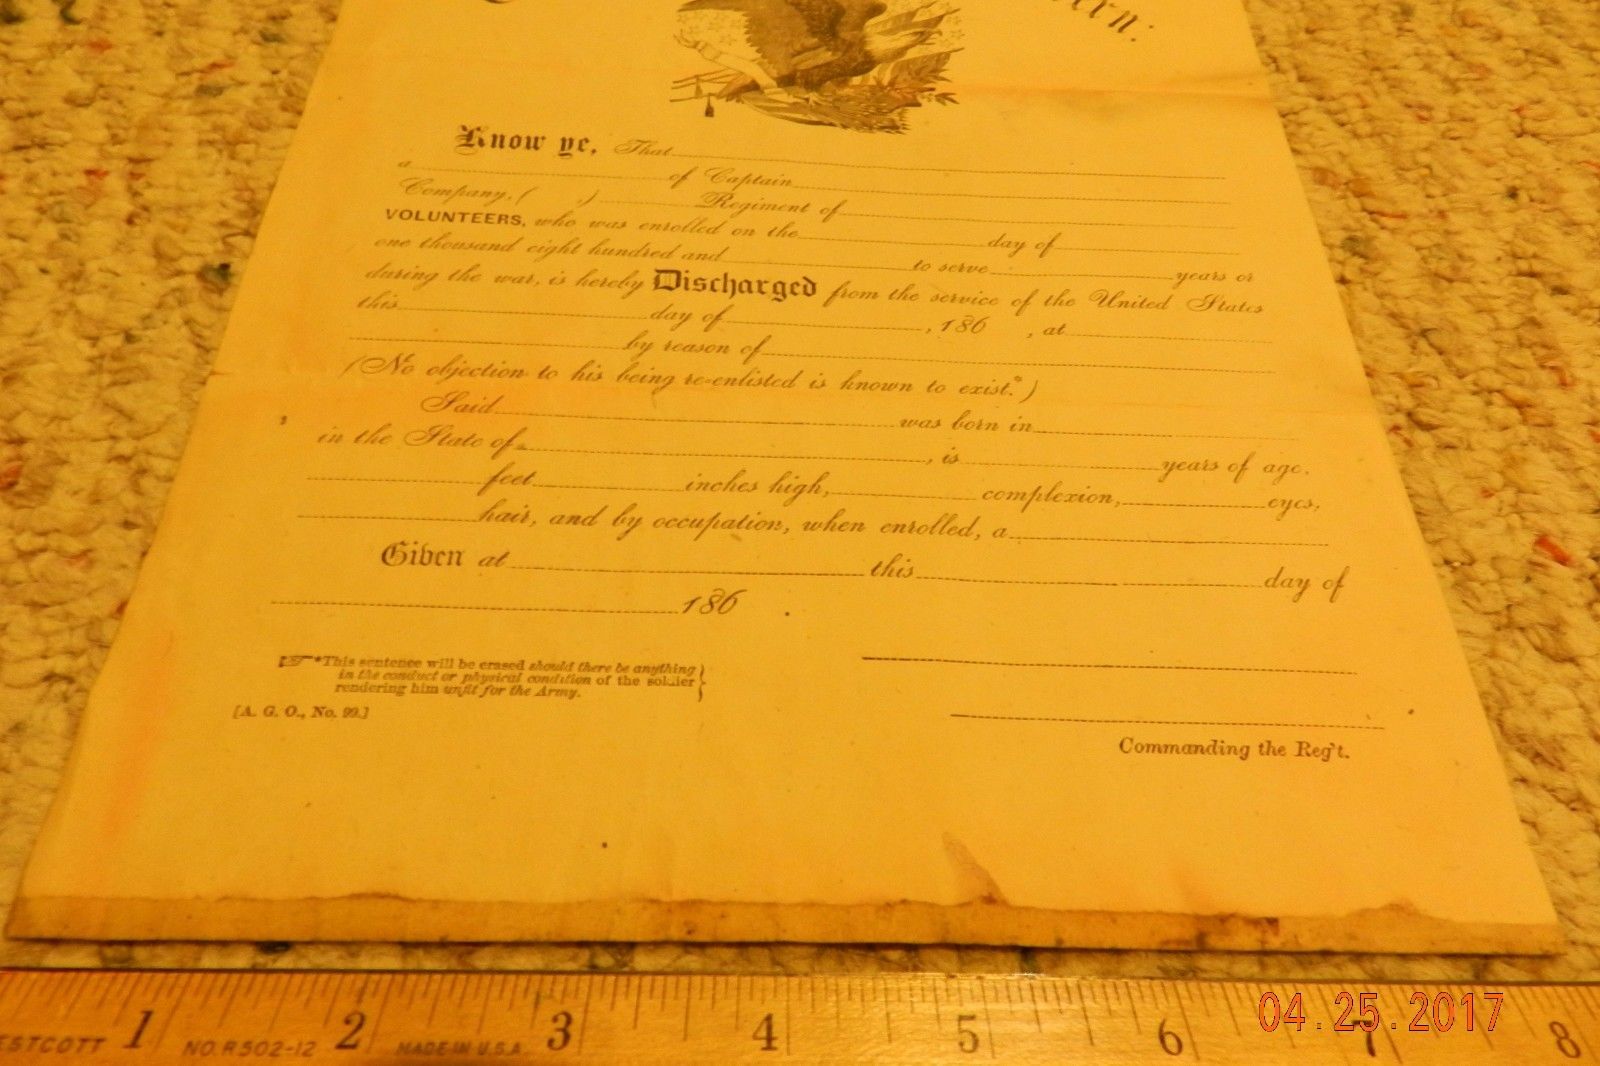 Know ye, That
a of Captain
Company, ( ,) Regiment of
VOLUNTEERS, who was enrolled on the day of
one thousand eight hundred and to serve years or
during the war, is hereby Discharged from the service of the United States
this day of , 186 , at
by reason of
(No objection to his being re-enlisted is known to exist.*)
Said was born in
in the State of , is years of age,
feet inches high, complexion, eyes,
hair, and by occupation, when enrolled, a
Given at this day of
186 .
☞*This sentence will be erased should there be anything
in the conduct or physical condition of the soldier
rendering him unfit for the Army. }
[A. G. O., No. 99.]
Commanding the Reg't.
1 2 3 4 5 6 7 8
ESTCOTT NO. R502-12 MADE IN U.S.A.
04.25.2017